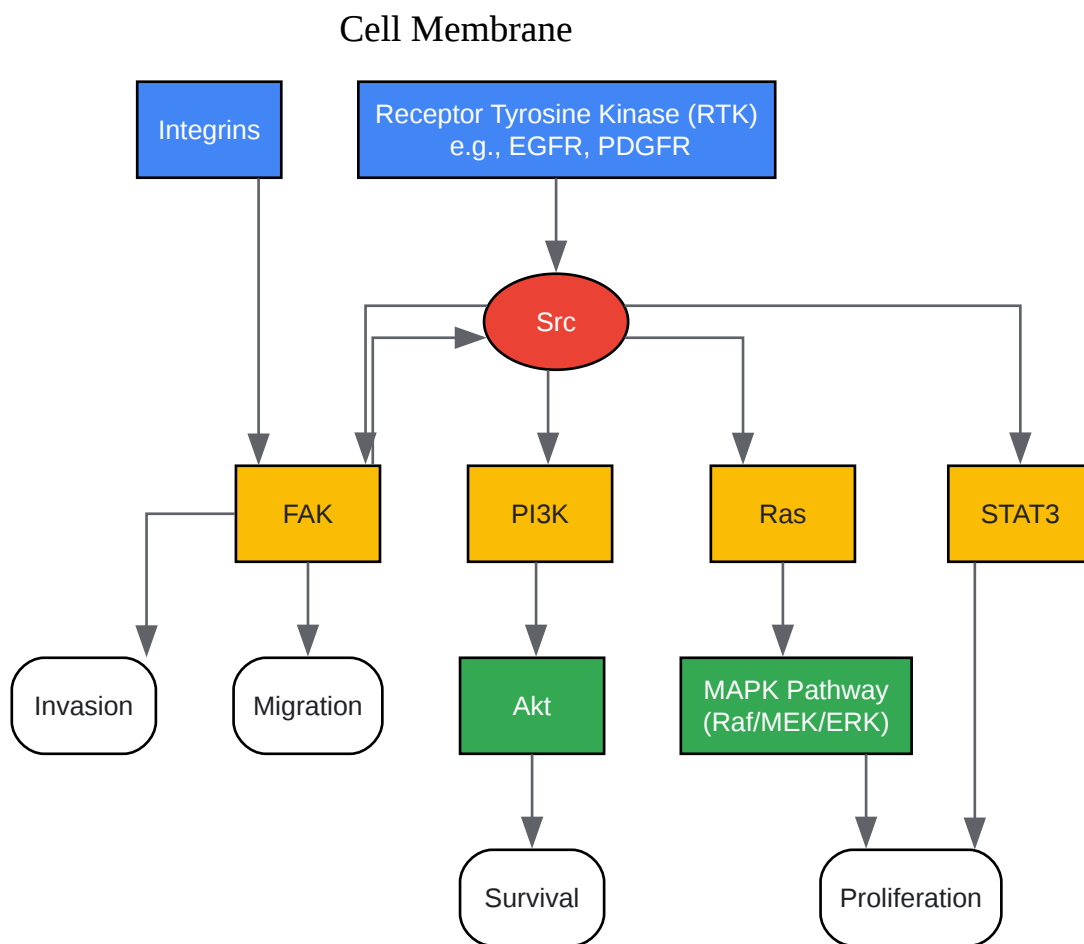 Cell Membrane
Integrins
Receptor Tyrosine Kinase (RTK)
e.g., EGFR, PDGFR
Src
FAK
PI3K
Ras
STAT3
Invasion
Migration
Akt
MAPK Pathway
(Raf/MEK/ERK)
Survival
Proliferation